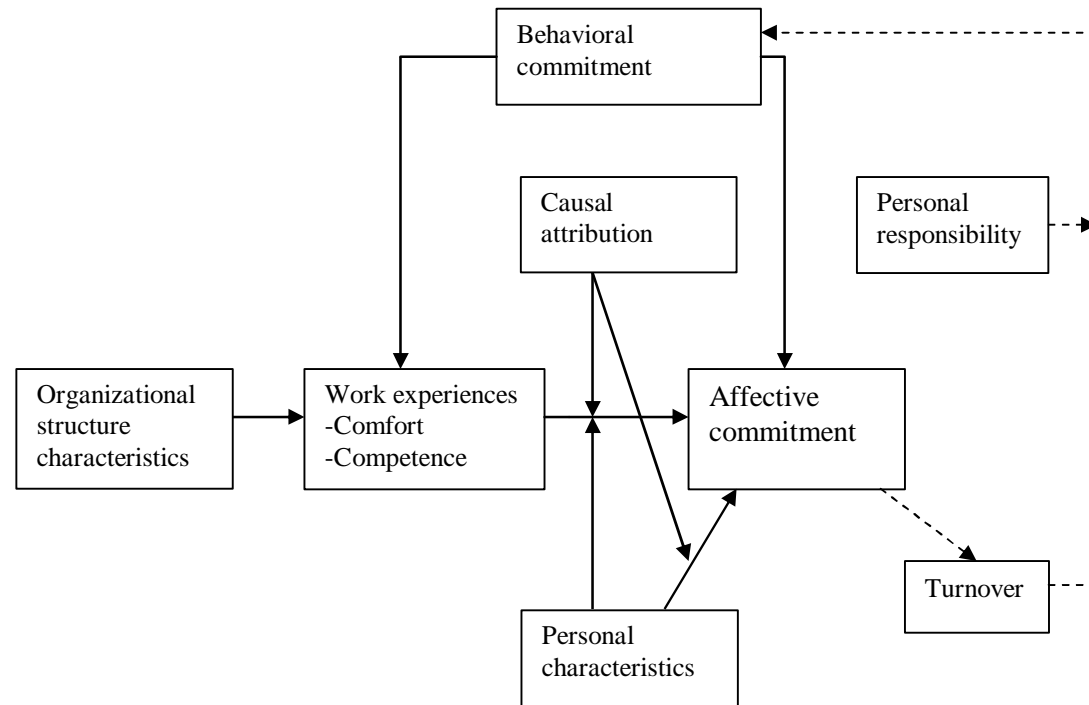 Behavioral
commitment
Causal
attribution
Personal
responsibility
Organizational
structure
characteristics
Work experiences
-Comfort
-Competence
Affective
commitment
Turnover
Personal
characteristics